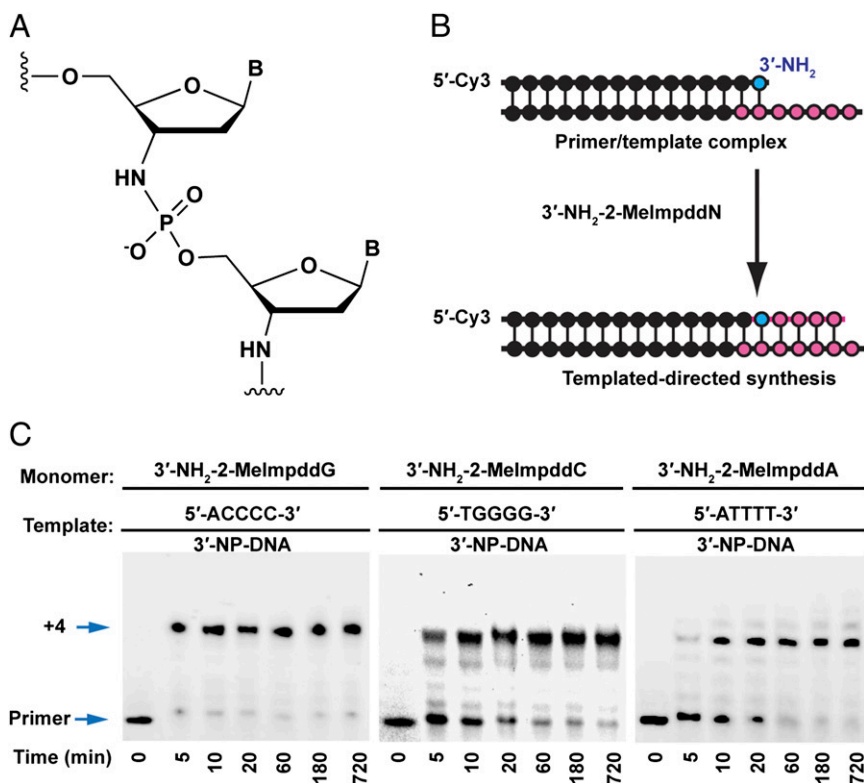 A
O
O
B
HN
O
P
-O
O
O
B
HN
B
3′-NH2
5′-Cy3
Primer/template complex
3′-NH2-2-MeImpddN
5′-Cy3
Templated-directed synthesis
C
Monomer: 3′-NH2-2-MeImpddG 3′-NH2-2-MeImpddC 3′-NH2-2-MeImpddA
Template: 5′-ACCCC-3′ 5′-TGGGG-3′ 5′-ATTTT-3′
3′-NP-DNA 3′-NP-DNA 3′-NP-DNA
+4
Primer
Time (min) 0 5 10 20 60 180 720 0 5 10 20 60 180 720 0 5 10 20 60 180 720